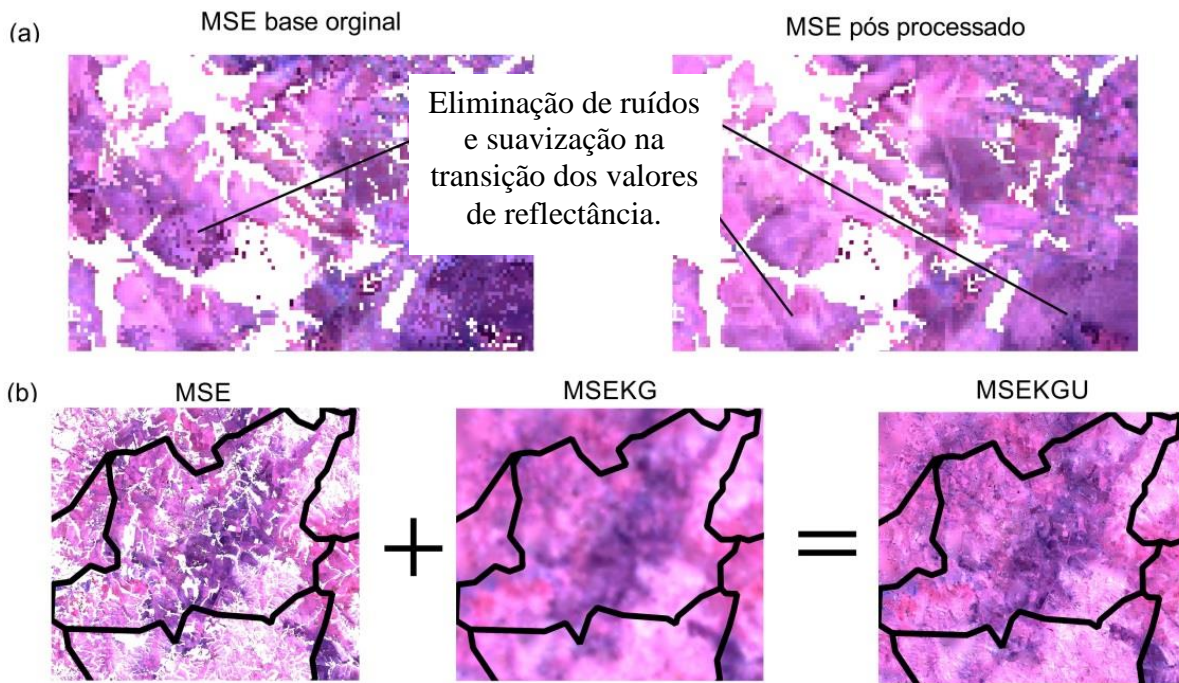 (a)
MSE base orginal
MSE pós processado
Eliminação de ruídos
e suavização na
transição dos valores
de reflectância.
(b)
MSE
MSEKG
MSEKGU
+
=